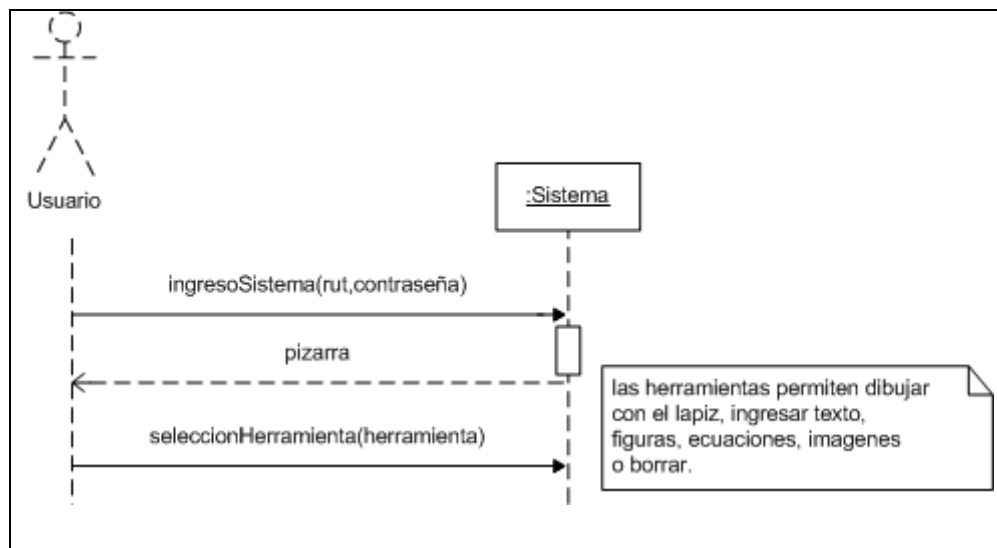 Usuario
:Sistema
ingresoSistema(rut,contraseña)
pizarra
seleccionHerramienta(herramienta)
las herramientas permiten dibujar
con el lapiz, ingresar texto,
figuras, ecuaciones, imagenes
o borrar.